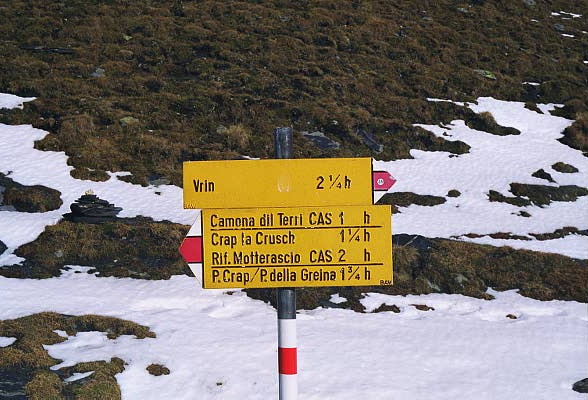 Vrin 2 ¼ h
Camona dil Terri CAS 1 h
Crap la Crusch 1 ¼ h
Rif. Motterascio CAS 2 h
P. Crap/P. della Greina 1 ¾ h
BAW